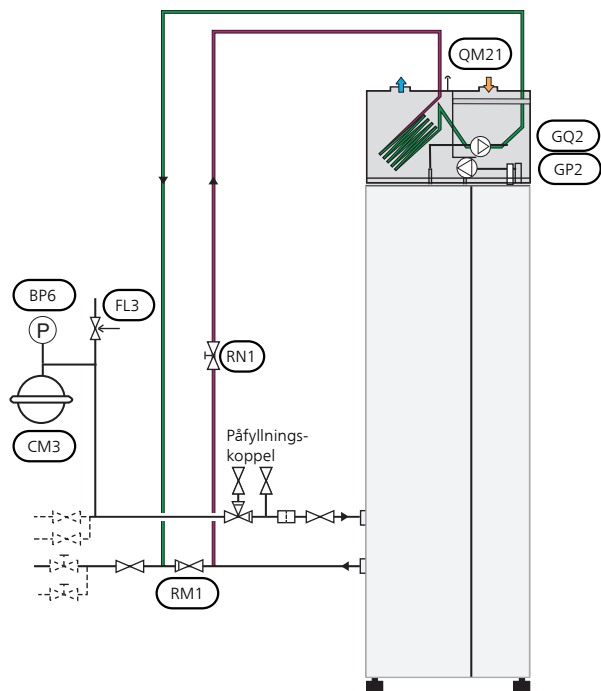 QM21
GQ2
GP2
BP6
FL3
P
RN1
CM3
Påfyllnings-
koppel
RM1